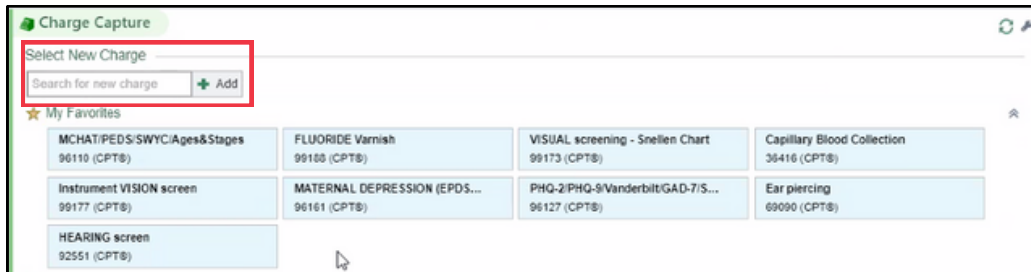 Charge Capture
Select New Charge
Search for new charge + Add
My Favorites
MCHAT/PEDS/SWYC/Ages&Stages
96110 (CPT®)
FLUORIDE Varnish
99188 (CPT®)
VISUAL screening - Snellen Chart
99173 (CPT®)
Capillary Blood Collection
36416 (CPT®)
Instrument VISION screen
99177 (CPT®)
MATERNAL DEPRESSION (EPDS...
96161 (CPT®)
PHQ-2/PHQ-9/Vanderbilt/GAD-7/S...
96127 (CPT®)
Ear piercing
69090 (CPT®)
HEARING screen
92551 (CPT®)